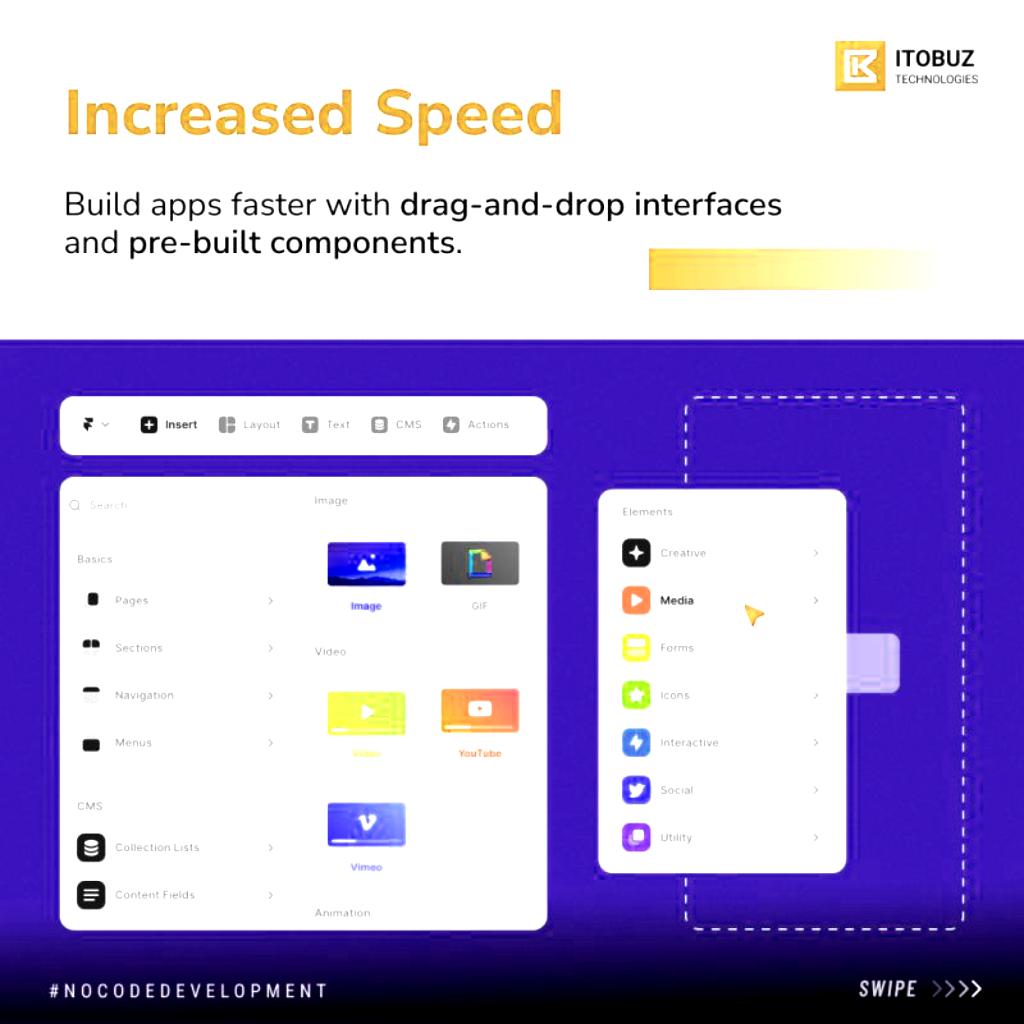 ITOBUZ
TECHNOLOGIES
Increased Speed
Build apps faster with drag-and-drop interfaces
and pre-built components.
Insert Layout Text CMS Actions
Search
Basics
Pages
Sections
Navigation
Menus
CMS
Collection Lists
Content Fields
Image
Image GIF
Video
Video YouTube
Vimeo
Animation
Elements
Creative
Media
Forms
Icons
Interactive
Social
Utility
#NOCODEDEVELOPMENT
SWIPE